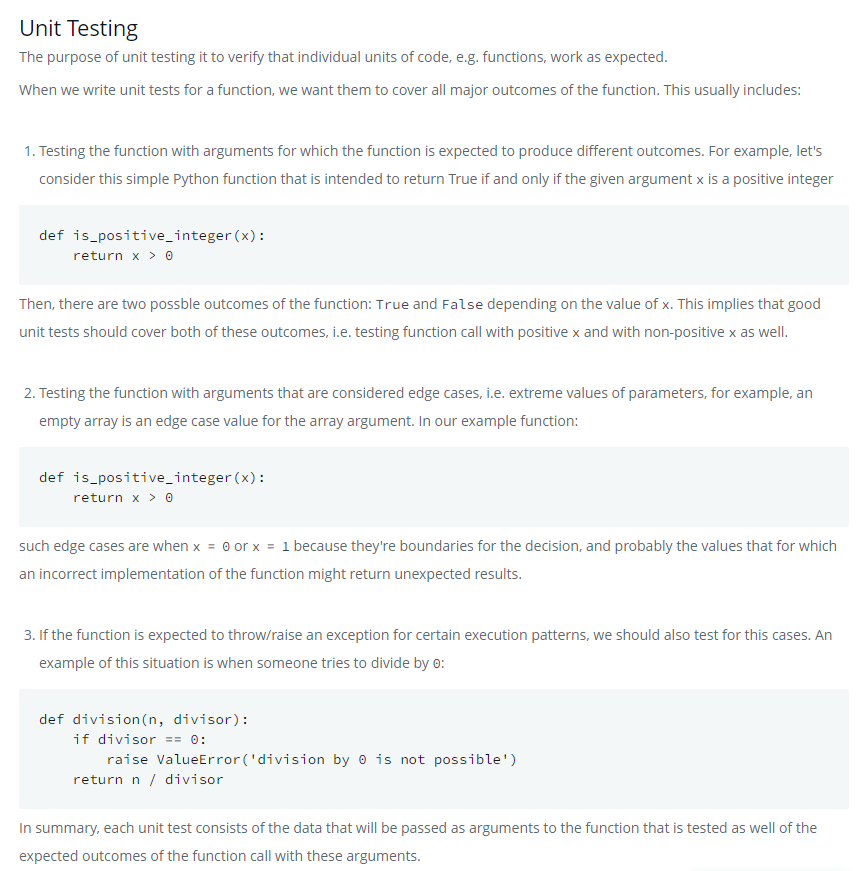 Unit Testing
The purpose of unit testing it to verify that individual units of code, e.g. functions, work as expected.
When we write unit tests for a function, we want them to cover all major outcomes of the function. This usually includes:
1. Testing the function with arguments for which the function is expected to produce different outcomes. For example, let's
consider this simple Python function that is intended to return True if and only if the given argument x is a positive integer
def is_positive_integer(x):
    return x > 0
Then, there are two possble outcomes of the function: True and False depending on the value of x. This implies that good
unit tests should cover both of these outcomes, i.e. testing function call with positive x and with non-positive x as well.
2. Testing the function with arguments that are considered edge cases, i.e. extreme values of parameters, for example, an
empty array is an edge case value for the array argument. In our example function:
def is_positive_integer(x):
    return x > 0
such edge cases are when x = 0 or x = 1 because they're boundaries for the decision, and probably the values that for which
an incorrect implementation of the function might return unexpected results.
3. If the function is expected to throw/raise an exception for certain execution patterns, we should also test for this cases. An
example of this situation is when someone tries to divide by 0:
def division(n, divisor):
    if divisor == 0:
        raise ValueError('division by 0 is not possible')
    return n / divisor
In summary, each unit test consists of the data that will be passed as arguments to the function that is tested as well of the
expected outcomes of the function call with these arguments.